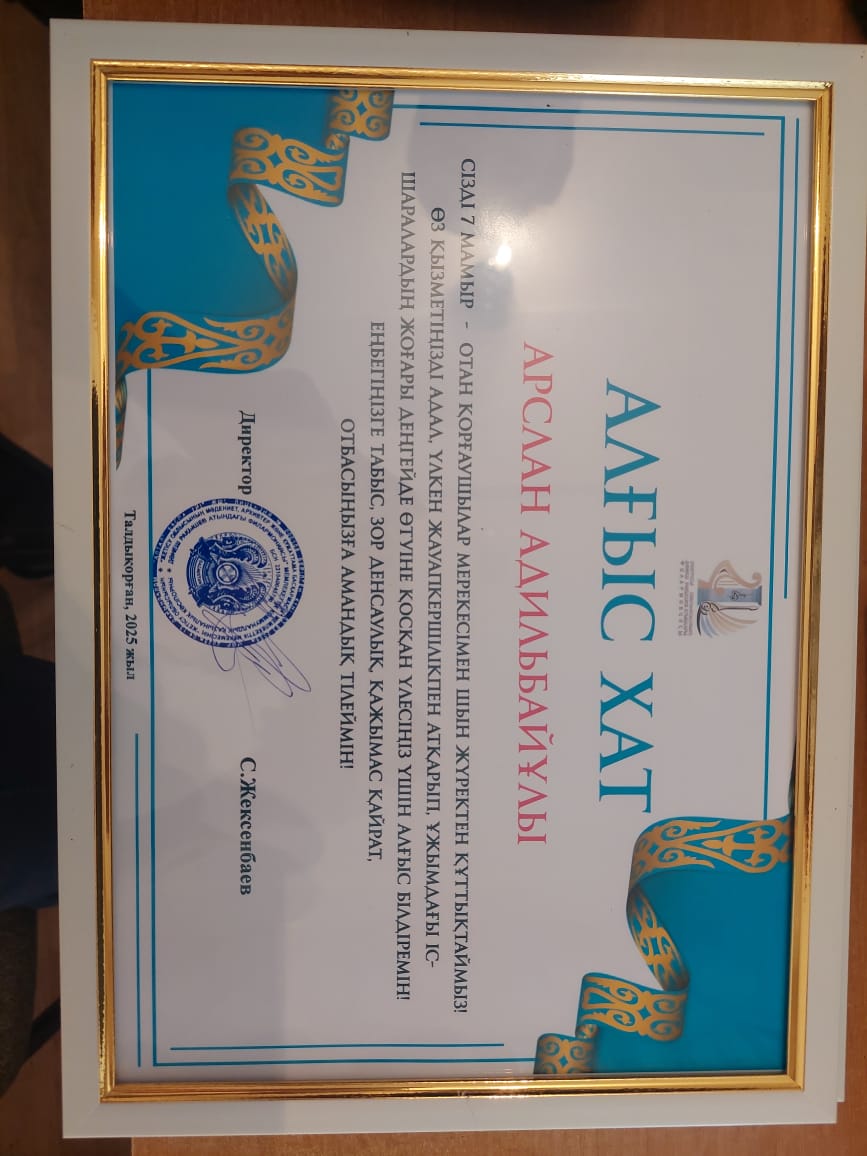 ФИЛАРМОНИЯСЫ
АЛҒЫС ХАТ
АРСЛАН АДИЛЬБАЙҰЛЫ
СІЗДІ 7 МАМЫР - ОТАН ҚОРҒАУШЫЛАР МЕРЕКЕСІМЕН ШЫН ЖҮРЕКТЕН ҚҰТТЫҚТАЙМЫЗ!
ӨЗ ҚЫЗМЕТІҢІЗДІ АДАЛ, ҮЛКЕН ЖАУАПКЕРШІЛІКПЕН АТҚАРЫП, ҰЖЫМДАҒЫ ІС-
ШАРАЛАРДЫҢ ЖОҒАРЫ ДЕҢГЕЙДЕ ӨТУІНЕ ҚОСҚАН ҮЛЕСІҢІЗ ҮШІН АЛҒЫС БІЛДІРЕМІН!
ЕҢБЕГІҢІЗГЕ ТАБЫС, ЗОР ДЕНСАУЛЫҚ, ҚАЖЫМАС ҚАЙРАТ,
ОТБАСЫҢЫЗҒА АМАНДЫҚ ТІЛЕЙМІН!
Директор С.Жексенбаев
Талдықорған, 2025 жыл